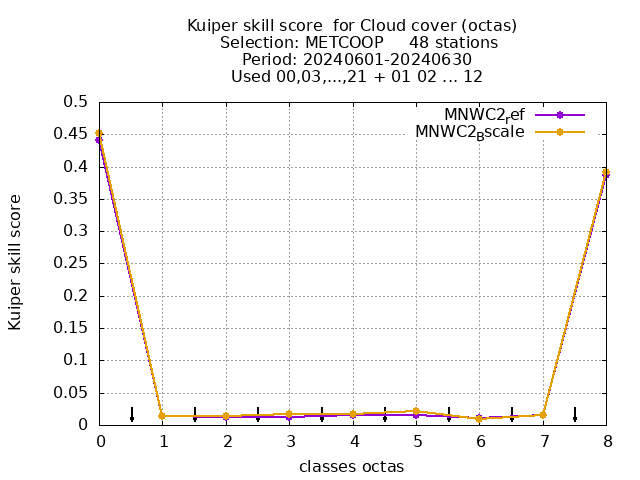 Kuiper skill score  for Cloud cover (octas)
Selection: METCOOP     48 stations
Period: 20240601-20240630
Used 00,03,...,21 + 01 02 ... 12
MNWC2ref
MNWC2Bscale
0.5
0.45
0.4
0.35
0.3
0.25
0.2
0.15
0.1
0.05
0
Kuiper skill score
0 1 2 3 4 5 6 7 8
classes octas